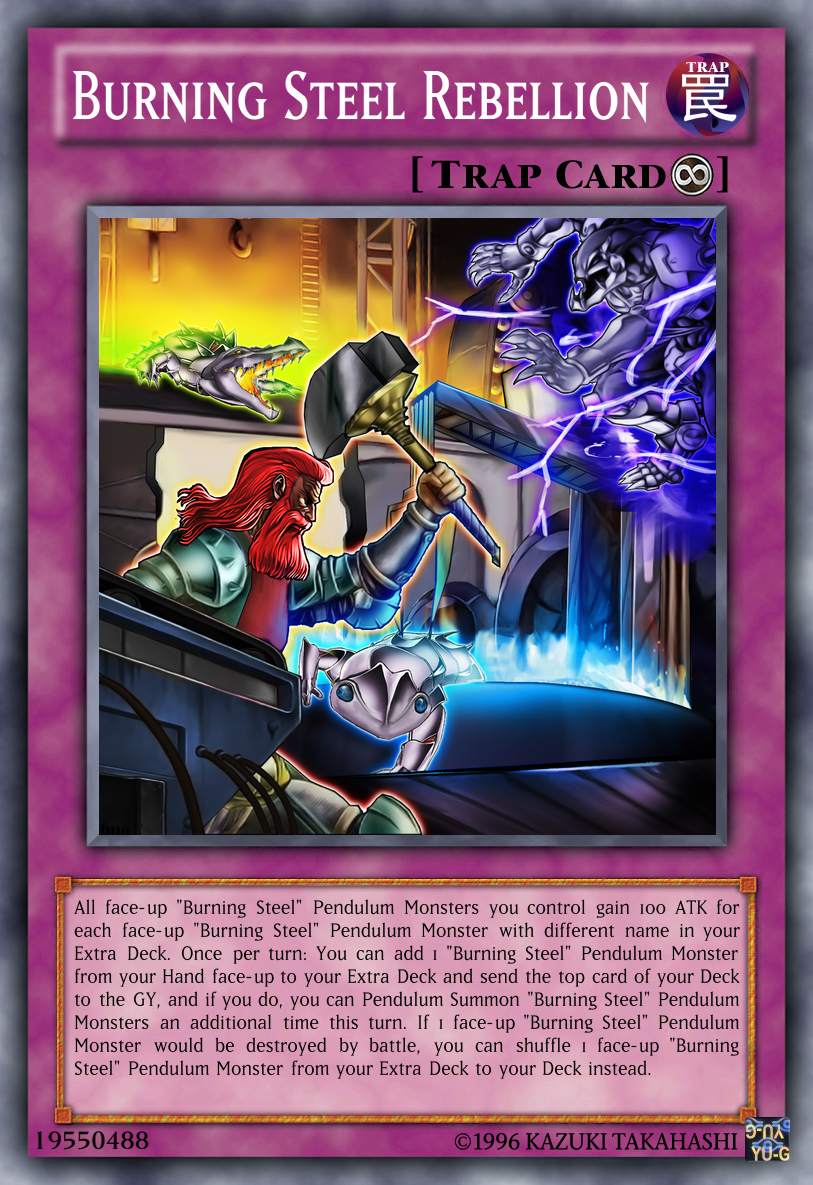 Burning Steel Rebellion
TRAP
罠
[Trap Card∞]
All face-up "Burning Steel" Pendulum Monsters you control gain 100 ATK for
each face-up "Burning Steel" Pendulum Monster with different name in your
Extra Deck. Once per turn: You can add 1 "Burning Steel" Pendulum Monster
from your Hand face-up to your Extra Deck and send the top card of your Deck
to the GY, and if you do, you can Pendulum Summon "Burning Steel" Pendulum
Monsters an additional time this turn. If 1 face-up "Burning Steel" Pendulum
Monster would be destroyed by battle, you can shuffle 1 face-up "Burning
Steel" Pendulum Monster from your Extra Deck to your Deck instead.
19550488
©1996 KAZUKI TAKAHASHI
YU-G
YU-G